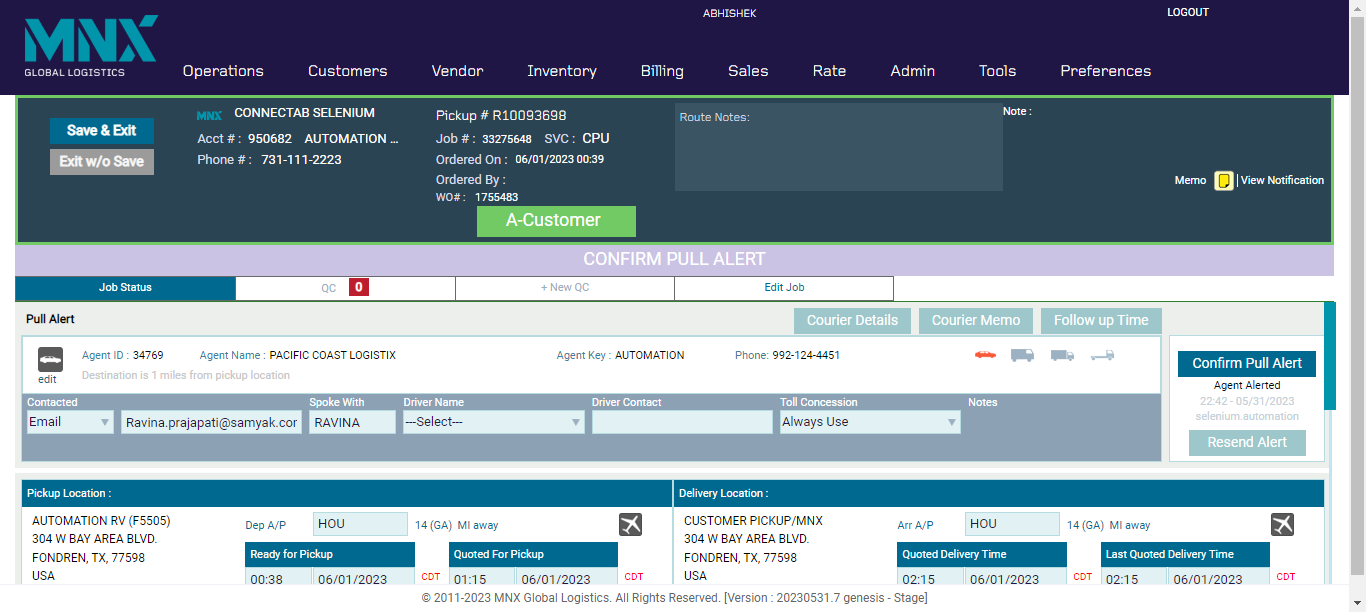 ABHISHEK
LOGOUT
MNX
GLOBAL LOGISTICS
Operations Customers Vendor Inventory Billing Sales Rate Admin Tools Preferences
Save & Exit
Exit w/o Save
MNX CONNECTAB SELENIUM
Acct # : 950682 AUTOMATION ...
Phone # : 731-111-2223
Pickup # R10093698
Job # : 33275648 SVC : CPU
Ordered On : 06/01/2023 00:39
Ordered By :
WO# : 1755483
A-Customer
Route Notes:
Note :
Memo View Notification
CONFIRM PULL ALERT
Job Status QC 0 + New QC Edit Job
Pull Alert
Courier Details Courier Memo Follow up Time
edit
Agent ID : 34769 Agent Name : PACIFIC COAST LOGISTIX Agent Key : AUTOMATION Phone: 992-124-4451
Destination is 1 miles from pickup location
Contacted Spoke With Driver Name Driver Contact Toll Concession Notes
Email Ravina.prajapati@samyak.cor RAVINA ---Select--- Always Use
Confirm Pull Alert
Agent Alerted
22:42 - 05/31/2023
selenium.automation
Resend Alert
Pickup Location :
AUTOMATION RV (F5505)
304 W BAY AREA BLVD.
FONDREN, TX, 77598
USA
Dep A/P HOU 14 (GA) MI away
Ready for Pickup Quoted For Pickup
00:38 06/01/2023 CDT 01:15 06/01/2023 CDT
Delivery Location :
CUSTOMER PICKUP/MNX
304 W BAY AREA BLVD.
FONDREN, TX, 77598
USA
Arr A/P HOU 14 (GA) MI away
Quoted Delivery Time Last Quoted Delivery Time
02:15 06/01/2023 CDT 02:15 06/01/2023 CDT
© 2011-2023 MNX Global Logistics. All Rights Reserved. [Version : 20230531.7 genesis - Stage]